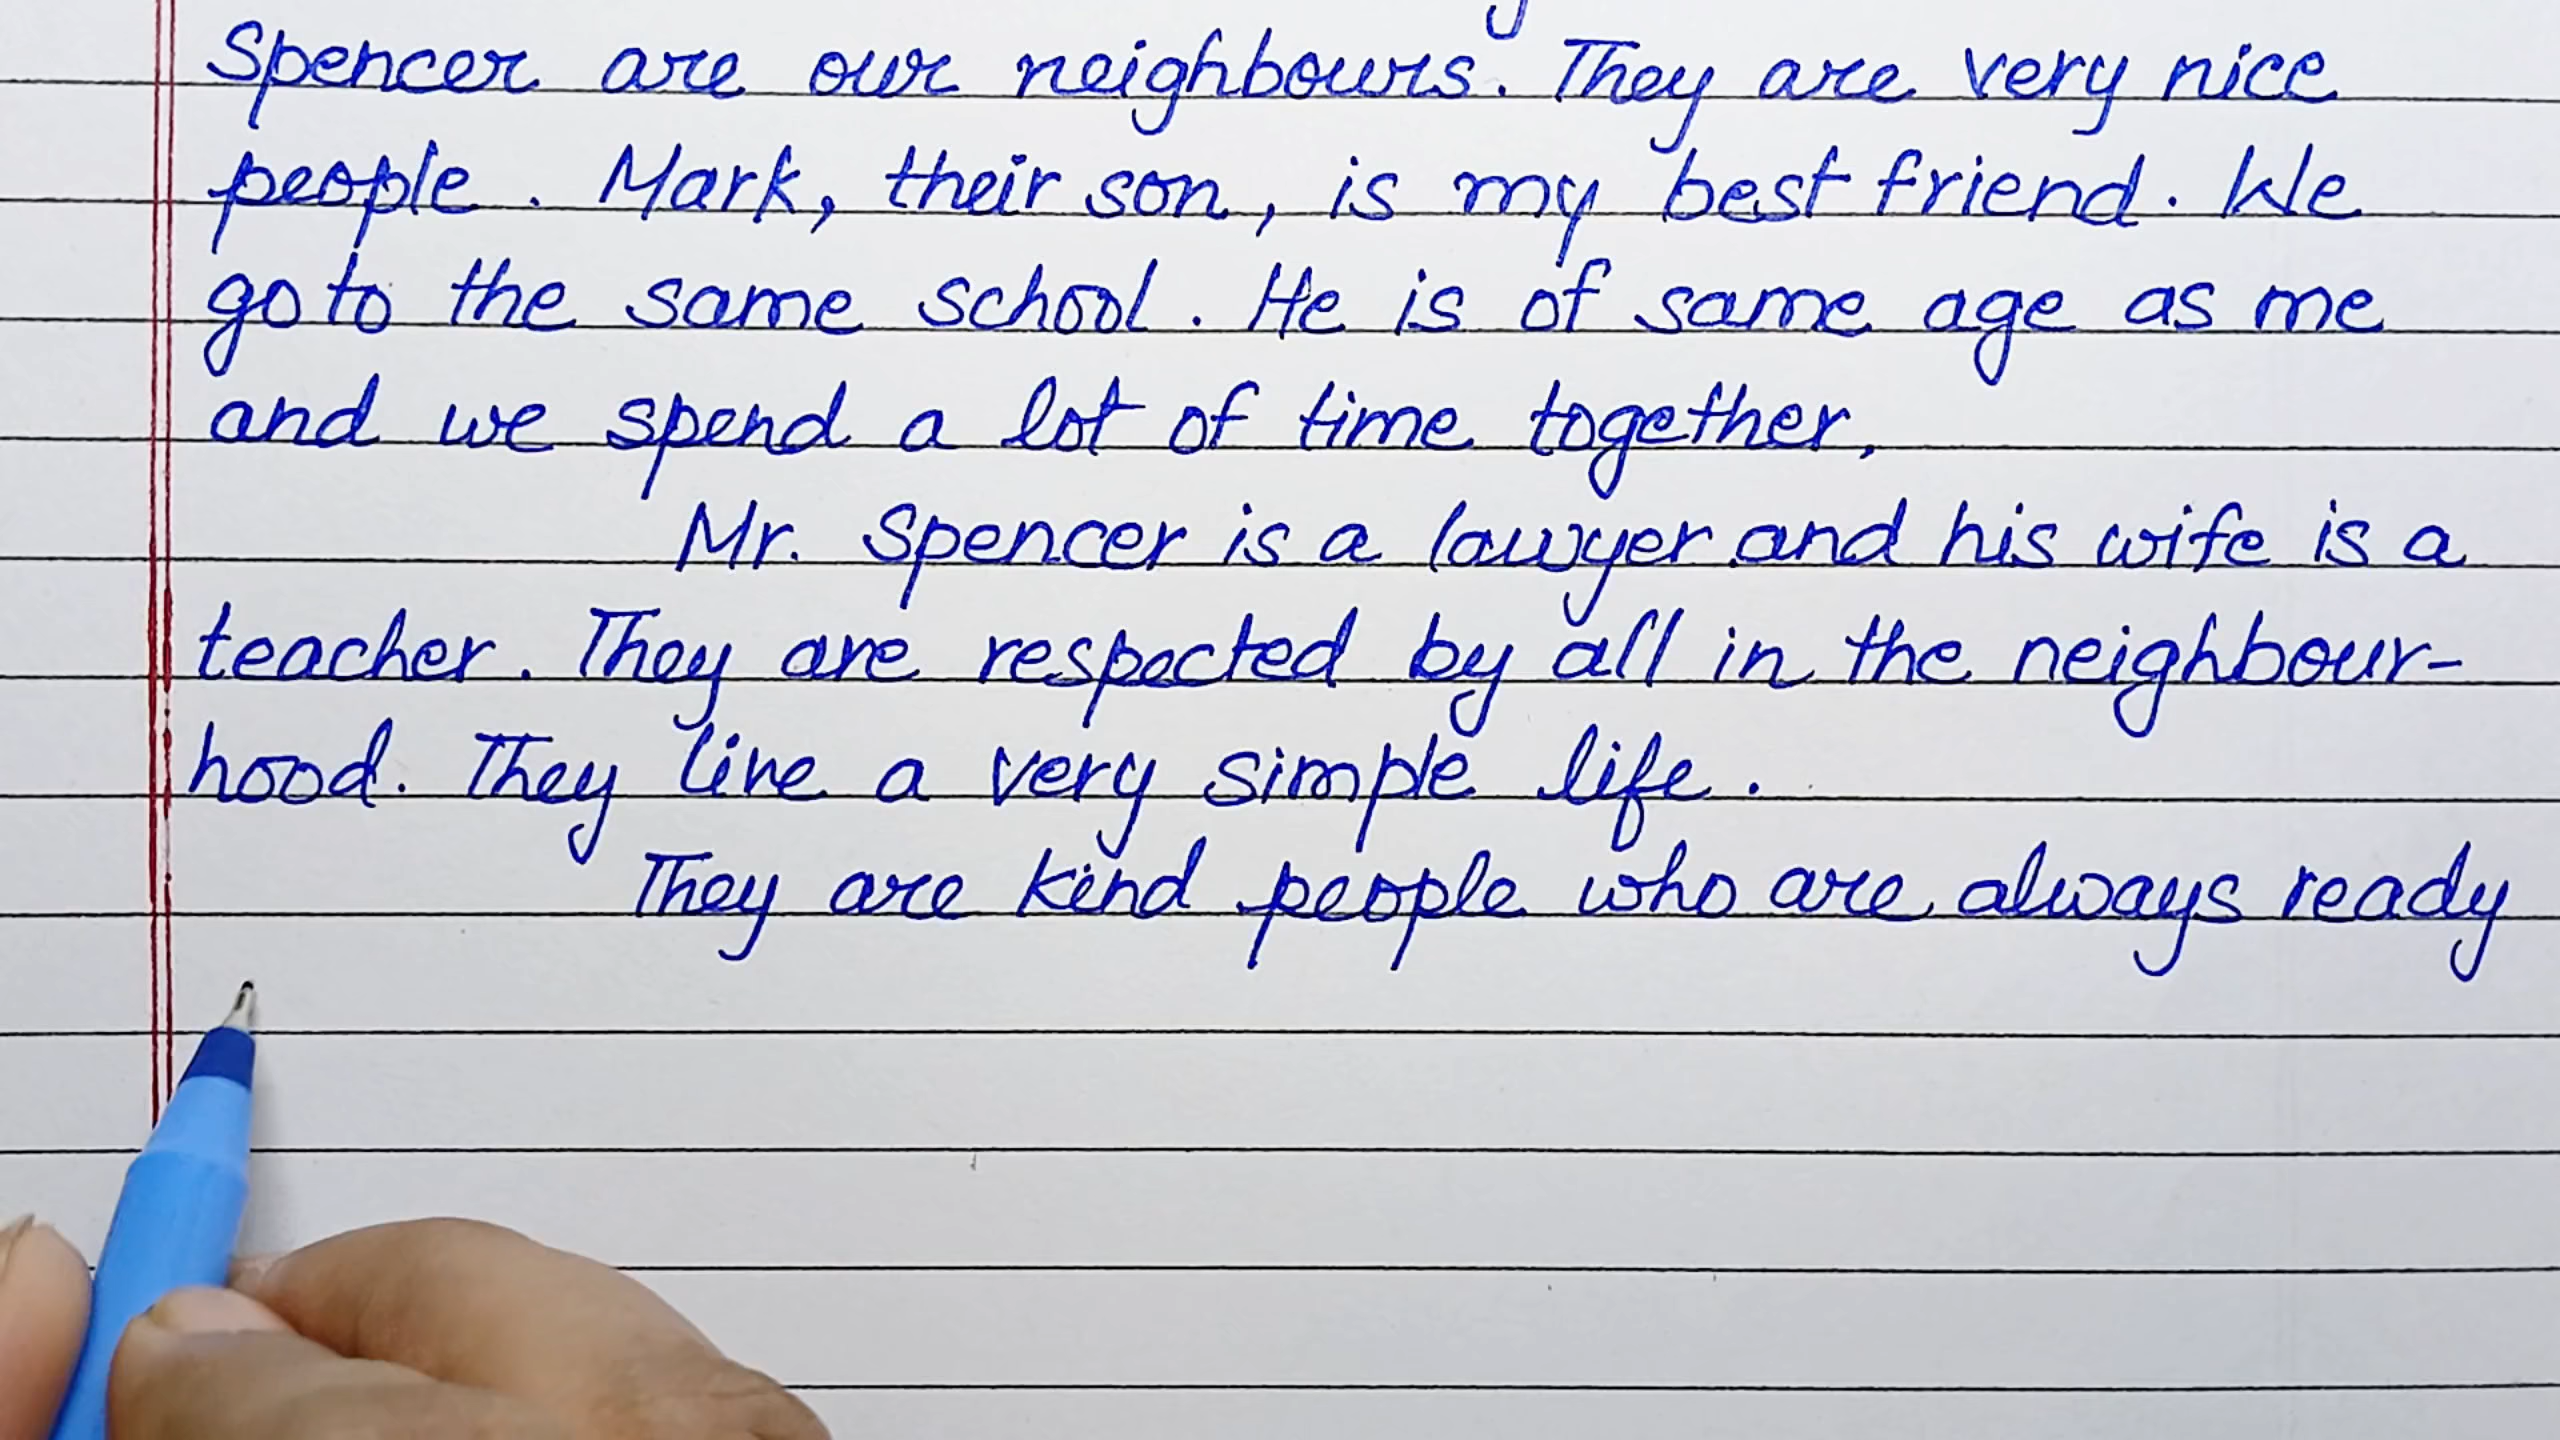 Spencer are our neighbours. They are very nice
people. Mark, their son, is my best friend. We
go to the same school. He is of same age as me
and we spend a lot of time together,
Mr. Spencer is a lawyer and his wife is a
teacher. They are respected by all in the neighbour-
hood. They live a very simple life.
They are kind people who are always ready